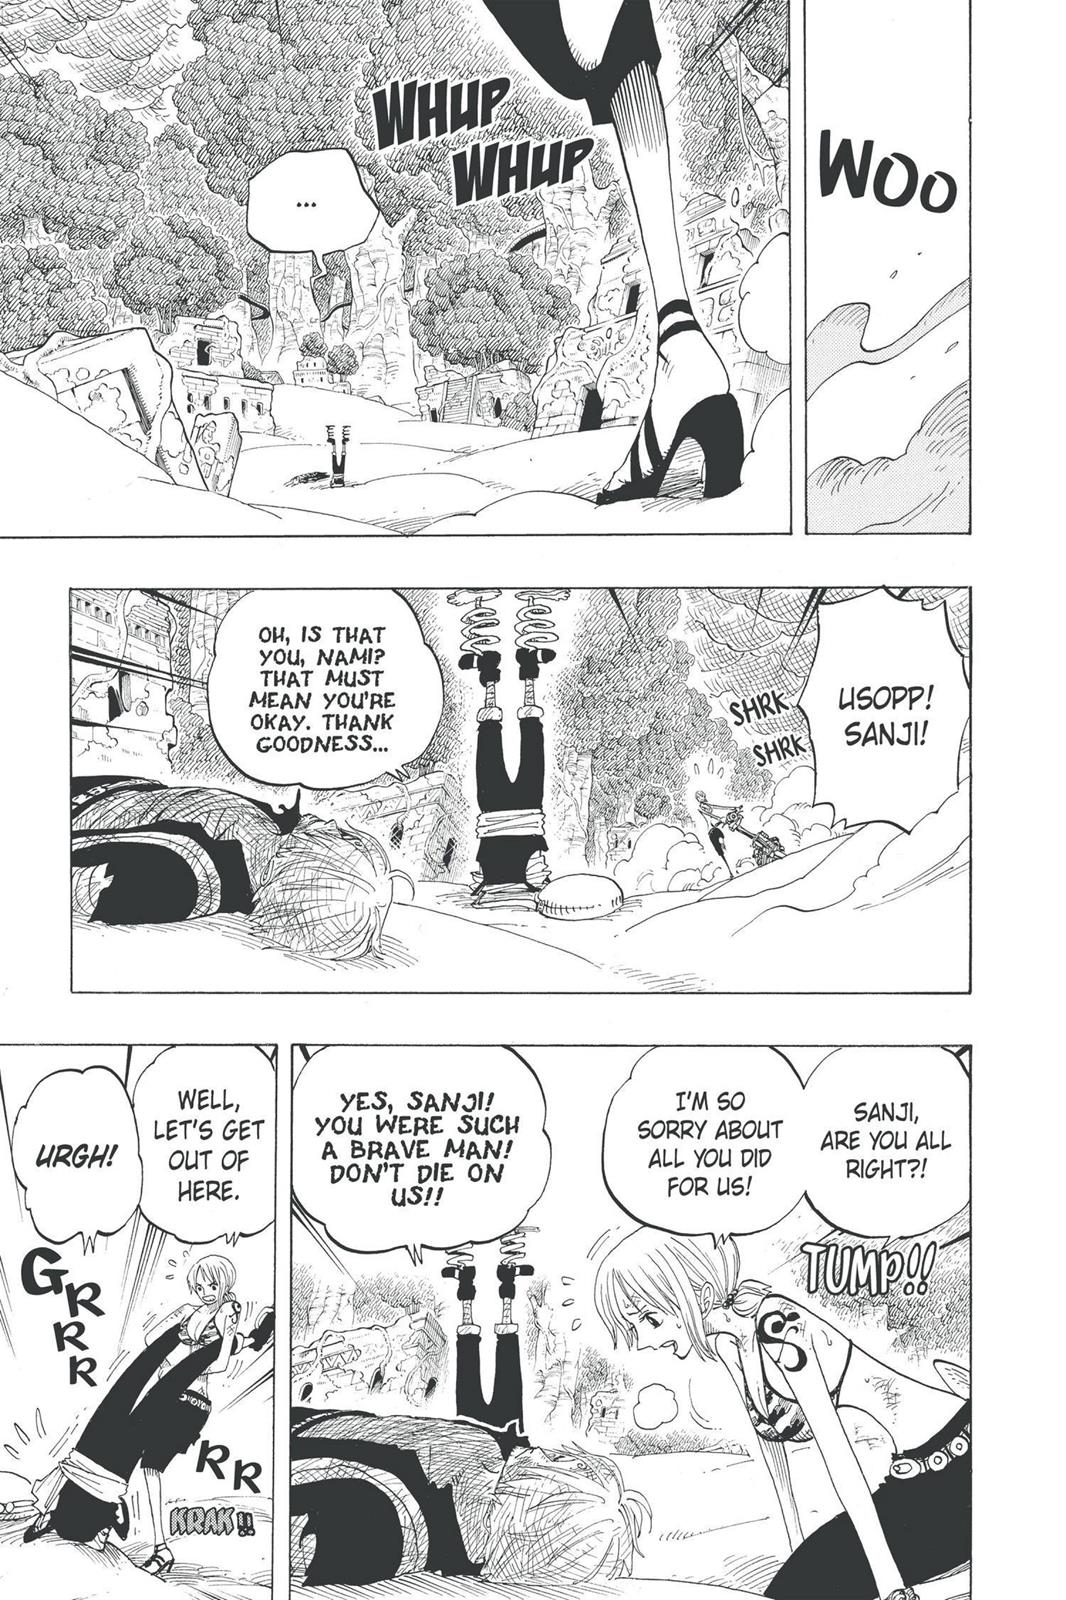 WOO
WHUP
WHUP
...
USOPP!
SANJI!
SHRK
SHRK
OH, IS THAT
YOU, NAMI?
THAT MUST
MEAN YOU'RE
OKAY. THANK
GOODNESS...
SANJI,
ARE YOU ALL
RIGHT?!
I'M SO
SORRY ABOUT
ALL YOU DID
FOR US!
TUMP!!
YES, SANJI!
YOU WERE SUCH
A BRAVE MAN!
DON'T DIE ON
US!!
WELL,
LET'S GET
OUT OF
HERE.
URGH!
GRRR
RRR
KRAK!!